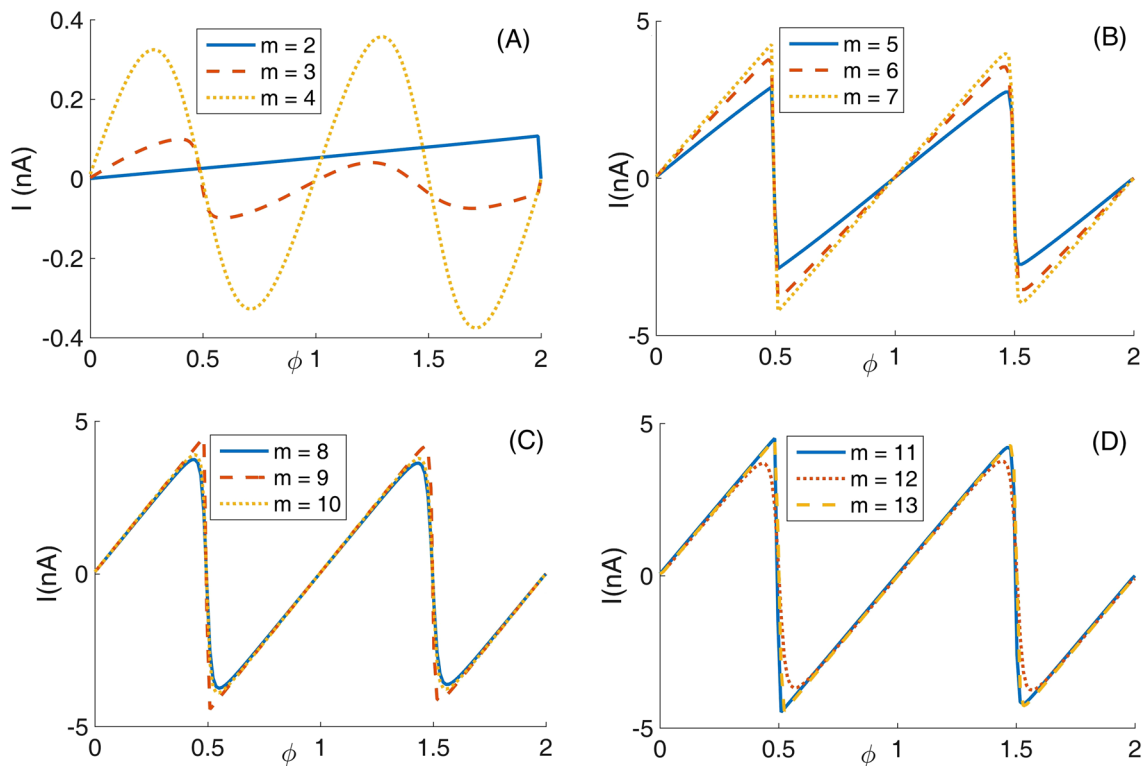 (A)
m = 2
m = 3
m = 4
I (nA)
0.4
0.2
0
-0.2
-0.4
0 0.5 1 1.5 2
ϕ
(B)
m = 5
m = 6
m = 7
I(nA)
5
0
-5
0 0.5 1 1.5 2
ϕ
(C)
m = 8
m = 9
m = 10
I(nA)
5
0
-5
0 0.5 1 1.5 2
ϕ
(D)
m = 11
m = 12
m = 13
I(nA)
5
0
-5
0 0.5 1 1.5 2
ϕ